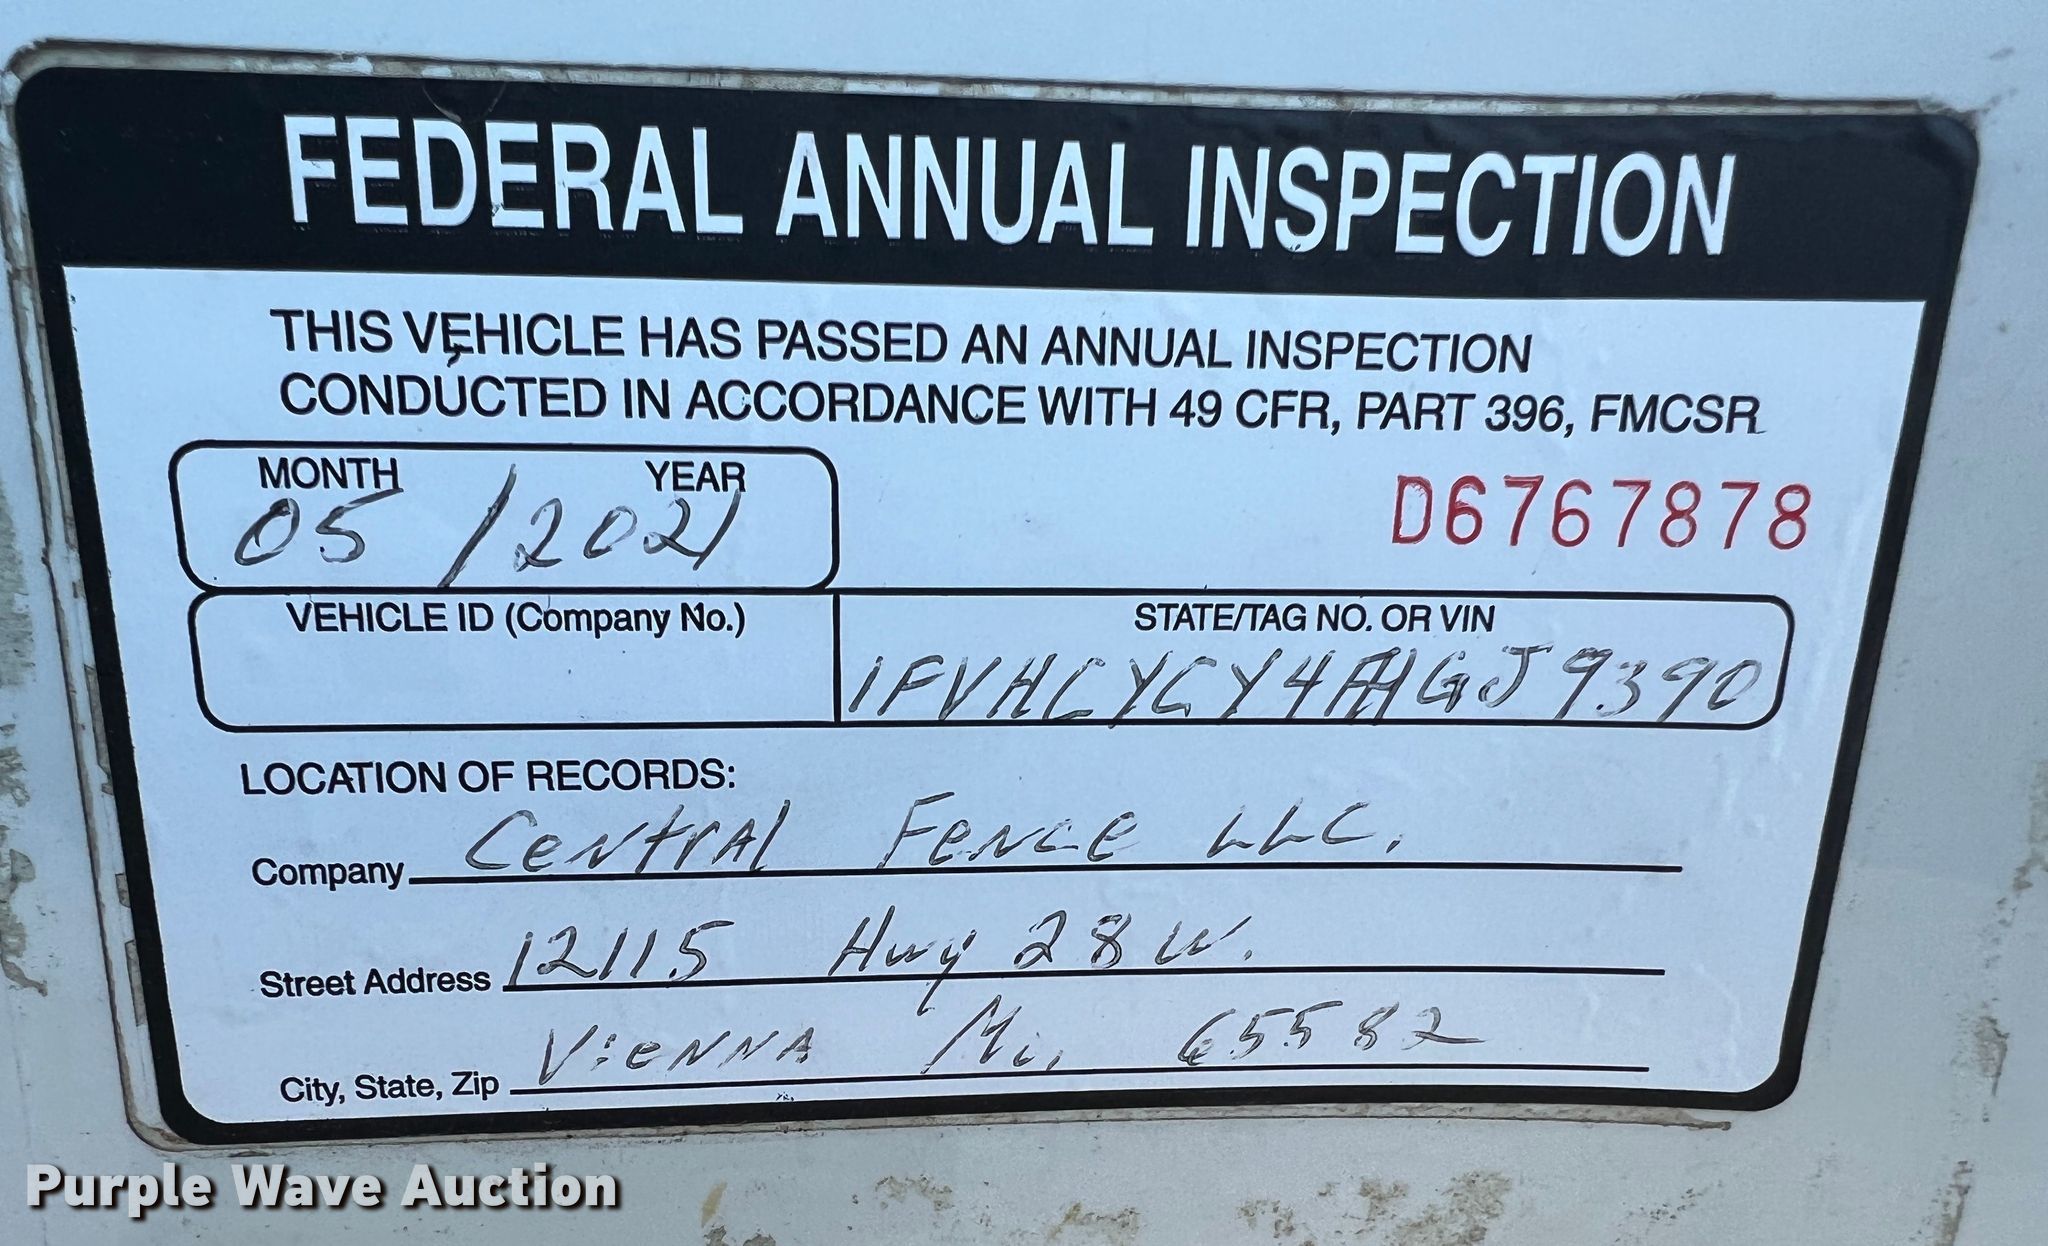 FEDERAL ANNUAL INSPECTION
THIS VEHICLE HAS PASSED AN ANNUAL INSPECTION
CONDUCTED IN ACCORDANCE WITH 49 CFR, PART 396, FMCSR
MONTH YEAR
05/2021
D6767878
VEHICLE ID (Company No.)
STATE/TAG NO. OR VIN
LOCATION OF RECORDS:
Company Central Fence LLC.
Street Address 12115 Hwy 28 W.
City, State, Zip Vienna Mo. 65582
Purple Wave Auction